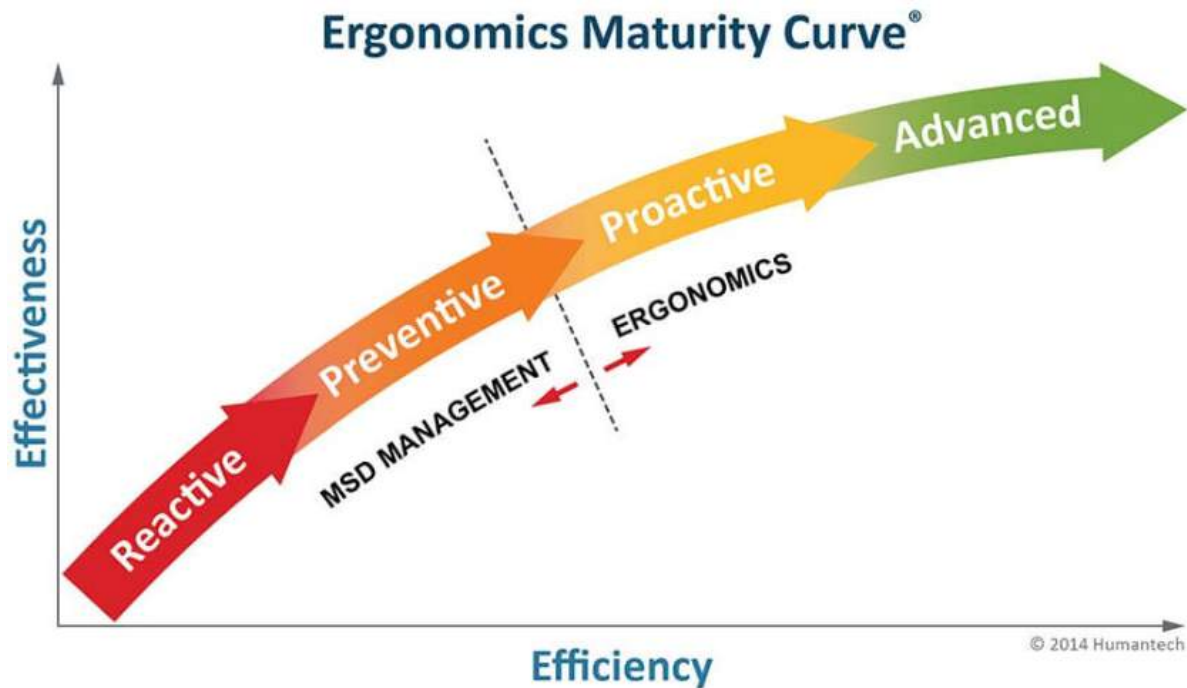 Ergonomics Maturity Curve®
Effectiveness
Reactive
Preventive
Proactive
Advanced
MSD MANAGEMENT
ERGONOMICS
Efficiency
© 2014 Humantech